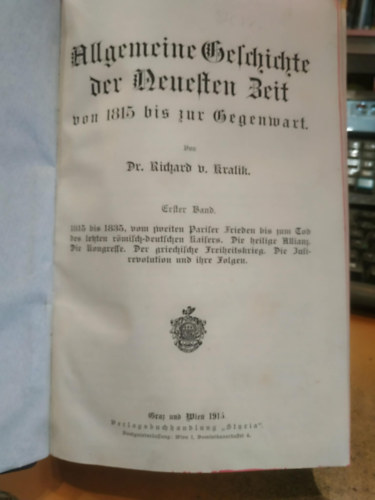 Allgemeine Geschichte
der Neuesten Zeit
von 1815 bis zur Gegenwart.
Von
Dr. Richard v. Kralik.
Erster Band.
1815 bis 1835, vom zweiten Pariser Frieden bis zum Tod
des letzten römisch-deutschen Kaisers. Die heilige Allianz.
Die Kongresse. Der griechische Freiheitskrieg. Die Juli-
revolution und ihre Folgen.
Graz und Wien 1915.
Verlagsbuchhandlung „Styria“.